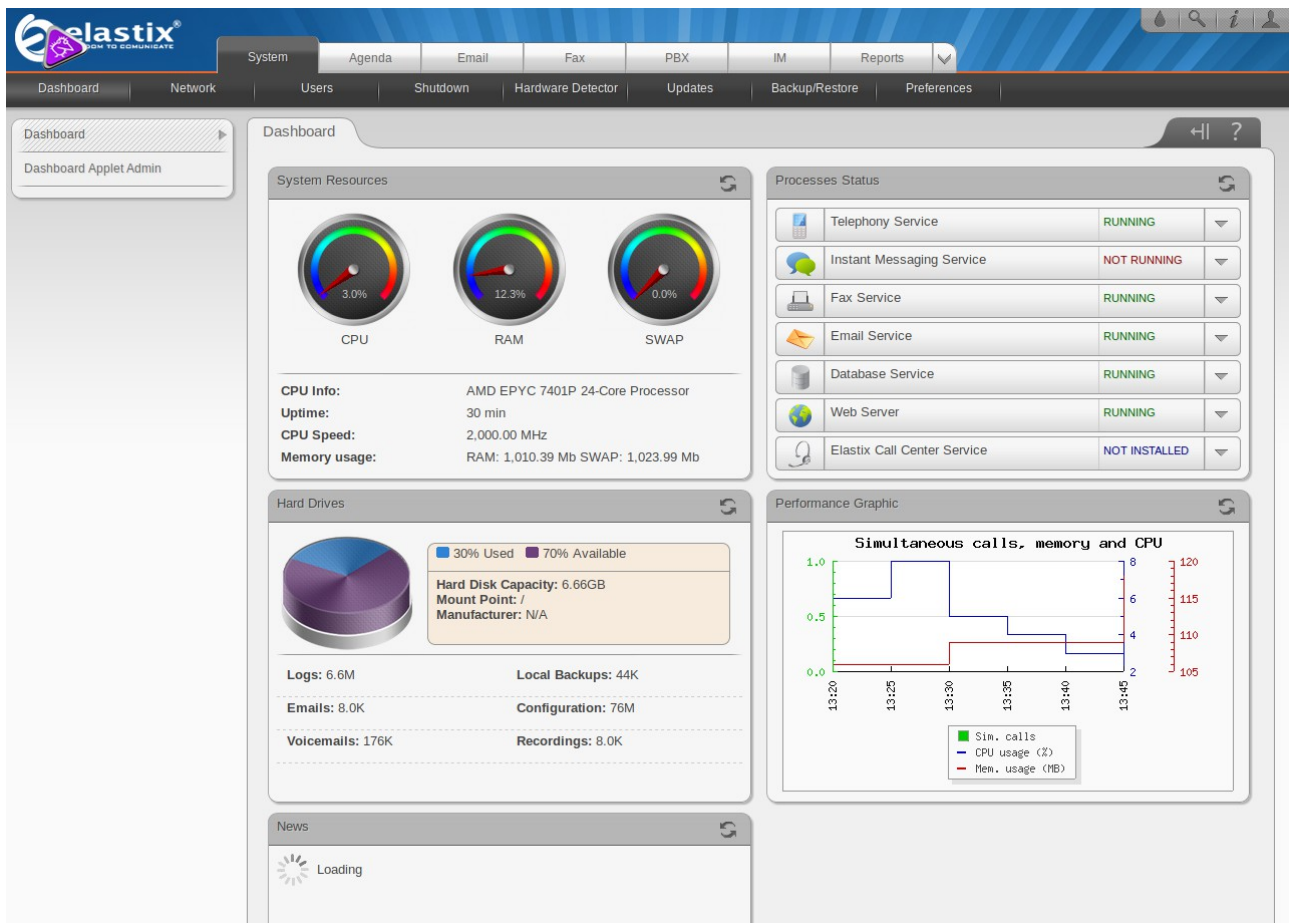 elastix®
DOM TO COMUNICATE
System Agenda Email Fax PBX IM Reports
Dashboard Network Users Shutdown Hardware Detector Updates Backup/Restore Preferences
Dashboard
Dashboard Applet Admin
Dashboard
?
System Resources
3.0% 12.3% 0.0%
CPU RAM SWAP
CPU Info: AMD EPYC 7401P 24-Core Processor
Uptime: 30 min
CPU Speed: 2,000.00 MHz
Memory usage: RAM: 1,010.39 Mb SWAP: 1,023.99 Mb
Processes Status
Telephony Service RUNNING
Instant Messaging Service NOT RUNNING
Fax Service RUNNING
Email Service RUNNING
Database Service RUNNING
Web Server RUNNING
Elastix Call Center Service NOT INSTALLED
Hard Drives
30% Used 70% Available
Hard Disk Capacity: 6.66GB
Mount Point: /
Manufacturer: N/A
Logs: 6.6M Local Backups: 44K
Emails: 8.0K Configuration: 76M
Voicemails: 176K Recordings: 8.0K
Performance Graphic
Simultaneous calls, memory and CPU
1.0 8 120
6 115
0.5
4 110
0.0 2 105
13:20 13:25 13:30 13:35 13:40 13:45
Sim. calls
CPU usage (%)
Mem. usage (MB)
News
Loading